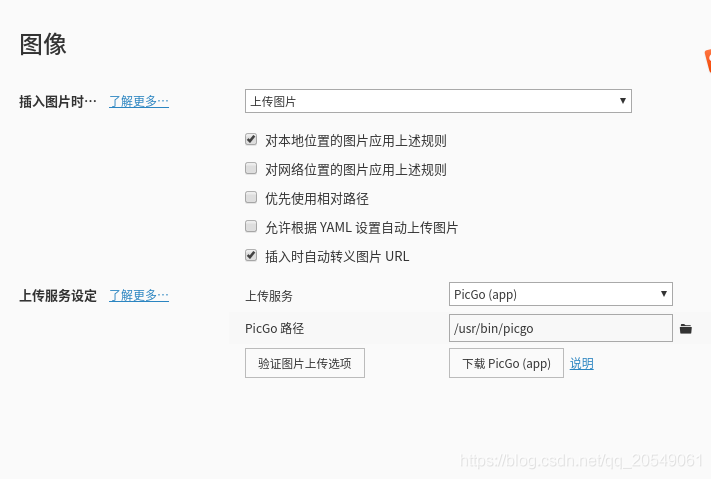 图像
插入图片时… 了解更多…
上传图片
对本地位置的图片应用上述规则
对网络位置的图片应用上述规则
优先使用相对路径
允许根据 YAML 设置自动上传图片
插入时自动转义图片 URL
上传服务设定 了解更多…
上传服务 PicGo (app)
PicGo 路径 /usr/bin/picgo
验证图片上传选项 下载 PicGo (app) 说明
https://blog.csdn.net/qq_20549061